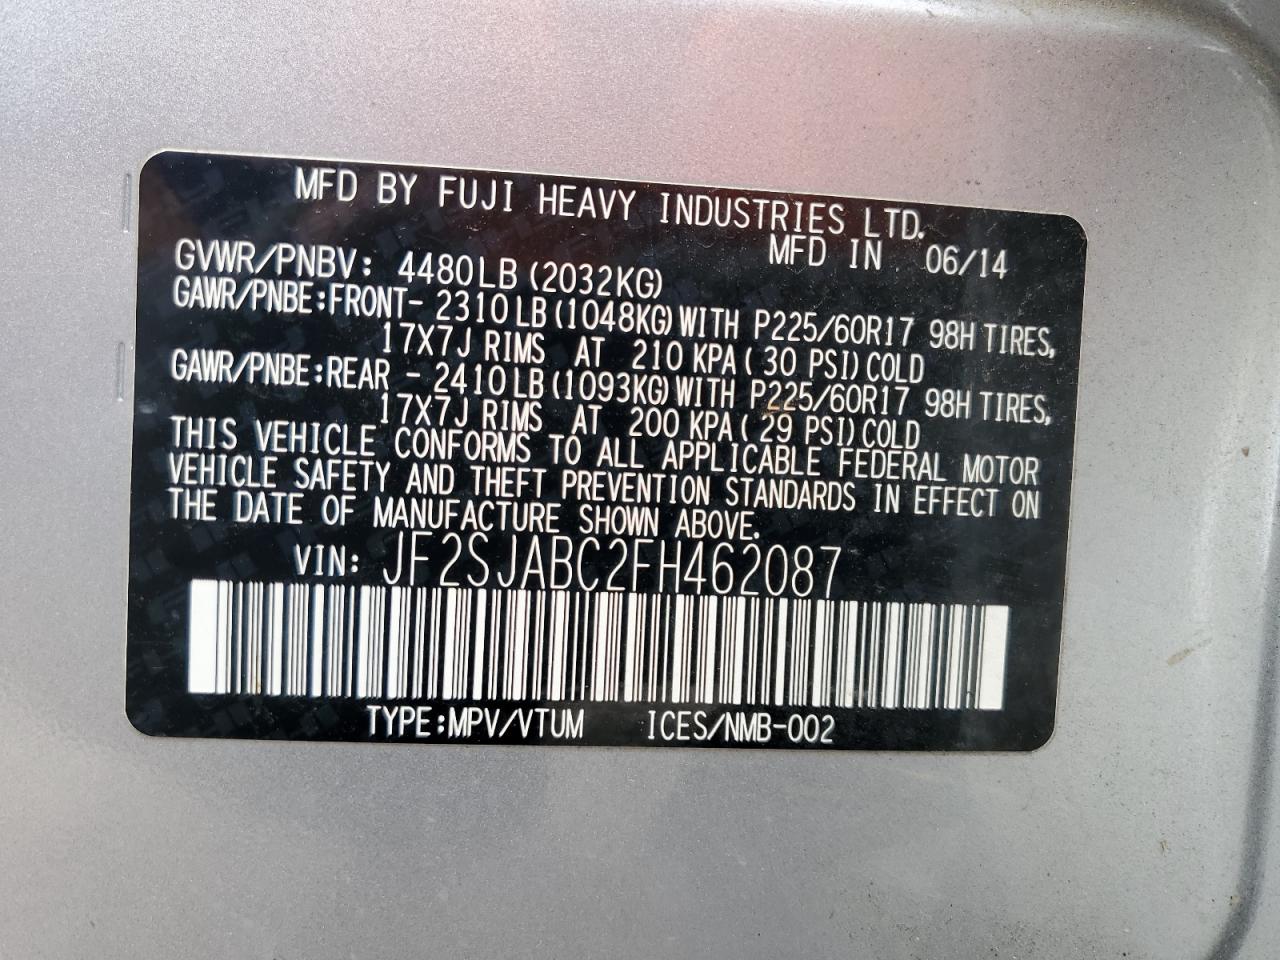 MFD BY FUJI HEAVY INDUSTRIES LTD.
MFD IN 06/14
GVWR/PNBV: 4480LB (2032KG)
GAWR/PNBE:FRONT- 2310LB(1048KG)WITH P225/60R17 98H TIRES,
17X7J RIMS AT 210 KPA( 30 PSI)COLD
GAWR/PNBE:REAR - 2410LB(1093KG)WITH P225/60R17 98H TIRES,
17X7J RIMS AT 200 KPA( 29 PSI)COLD
THIS VEHICLE CONFORMS TO ALL APPLICABLE FEDERAL MOTOR
VEHICLE SAFETY AND THEFT PREVENTION STANDARDS IN EFFECT ON
THE DATE OF MANUFACTURE SHOWN ABOVE.
VIN: JF2SJABC2FH462087
TYPE:MPV/VTUM ICES/NMB-002